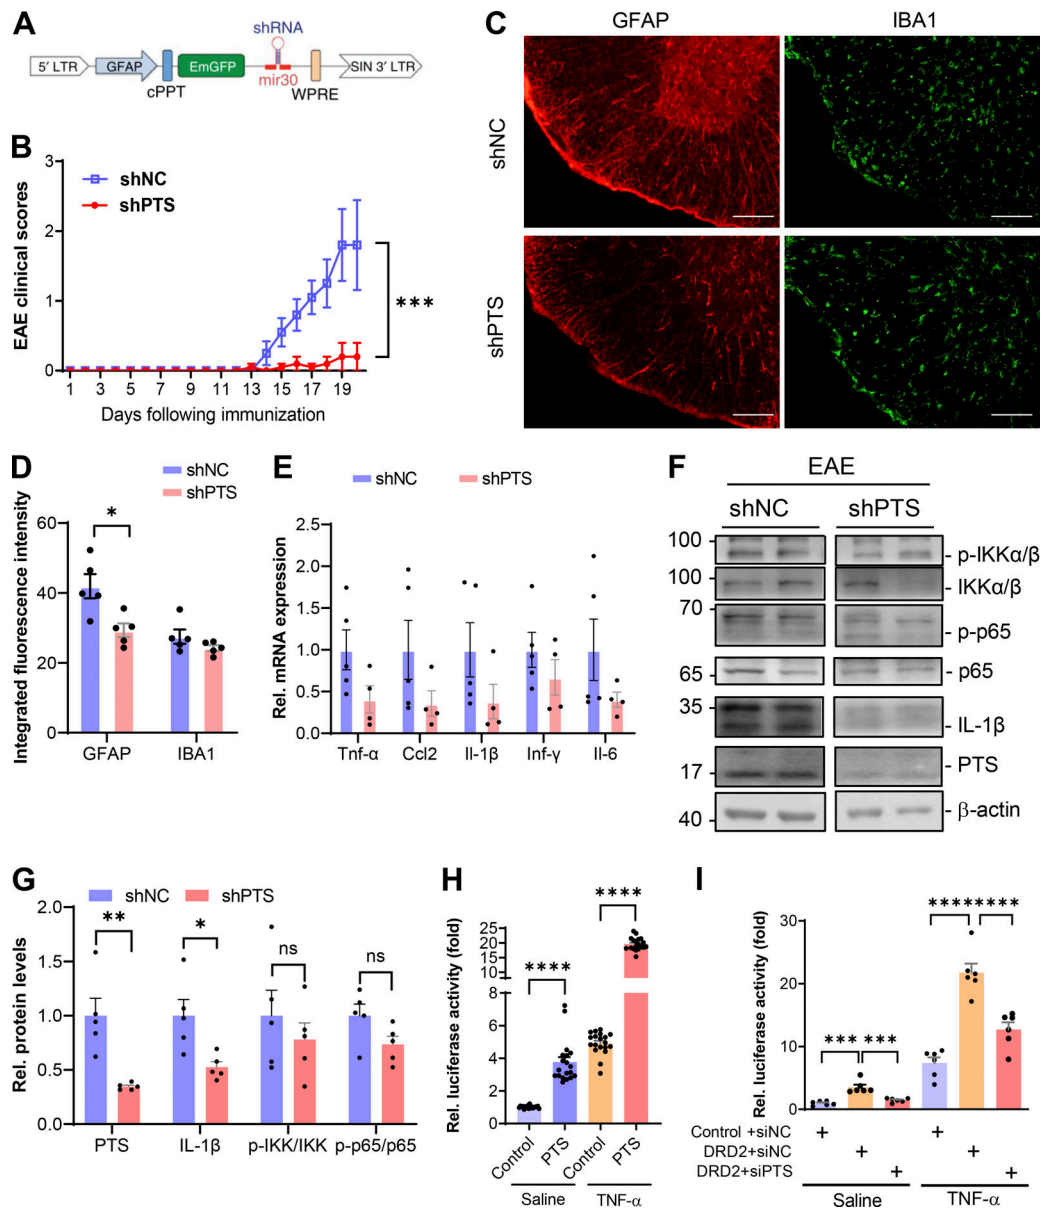 A
shRNA
5′ LTR
GFAP
EmGFP
SIN 3′ LTR
cPPT
mir30
WPRE
B
EAE clinical scores
3
2
1
0
shNC
shPTS
***
1 3 5 7 9 11 13 15 17 19
Days following immunization
C
GFAP
IBA1
shNC
shPTS
D
shNC
shPTS
Integrated fluorescence intensity
60
40
20
0
*
GFAP IBA1
E
shNC shPTS
Rel. mRNA expression
2.5
2.0
1.5
1.0
0.5
0.0
Tnf-α Ccl2 Il-1β Inf-γ Il-6
F
EAE
shNC shPTS
100
p-IKKα/β
100
IKKα/β
70
p-p65
65
p65
35
IL-1β
17
PTS
40
β-actin
G
shNC shPTS
Rel. protein levels
2.0
1.5
1.0
0.5
0.0
** * ns ns
PTS IL-1β p-IKK/IKK p-p65/p65
H
Rel. luciferase activity (fold)
25
20
15
10
8
6
4
2
0
****
****
Control PTS Control PTS
Saline TNF-α
I
Rel. luciferase activity (fold)
30
20
10
0
*** ***
**** ****
Control +siNC + +
DRD2+siNC + +
DRD2+siPTS + +
Saline TNF-α